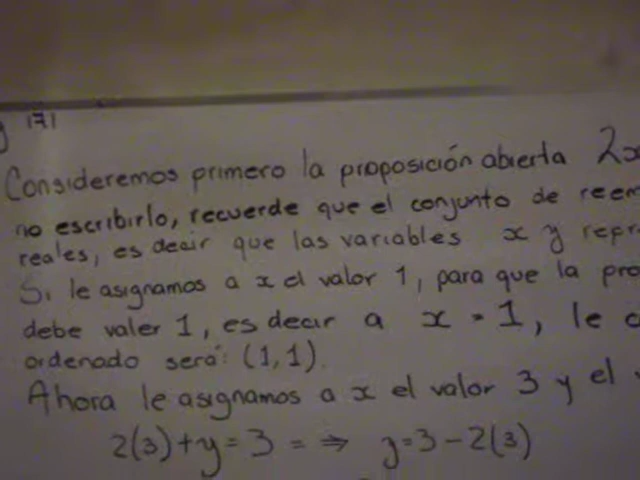 y 171
Consideremos primero la proposición abierta 2x
no escribirlo, recuerde que el conjunto de reem
reales, es decir que las variables x y repr
Si le asignamos a x el valor 1, para que la pro
debe valer 1, es decir a x = 1, le c
ordenado será: (1,1).
Ahora le asignamos a x el valor 3 y el v
2(3)+y=3 = ⇒ y=3-2(3)